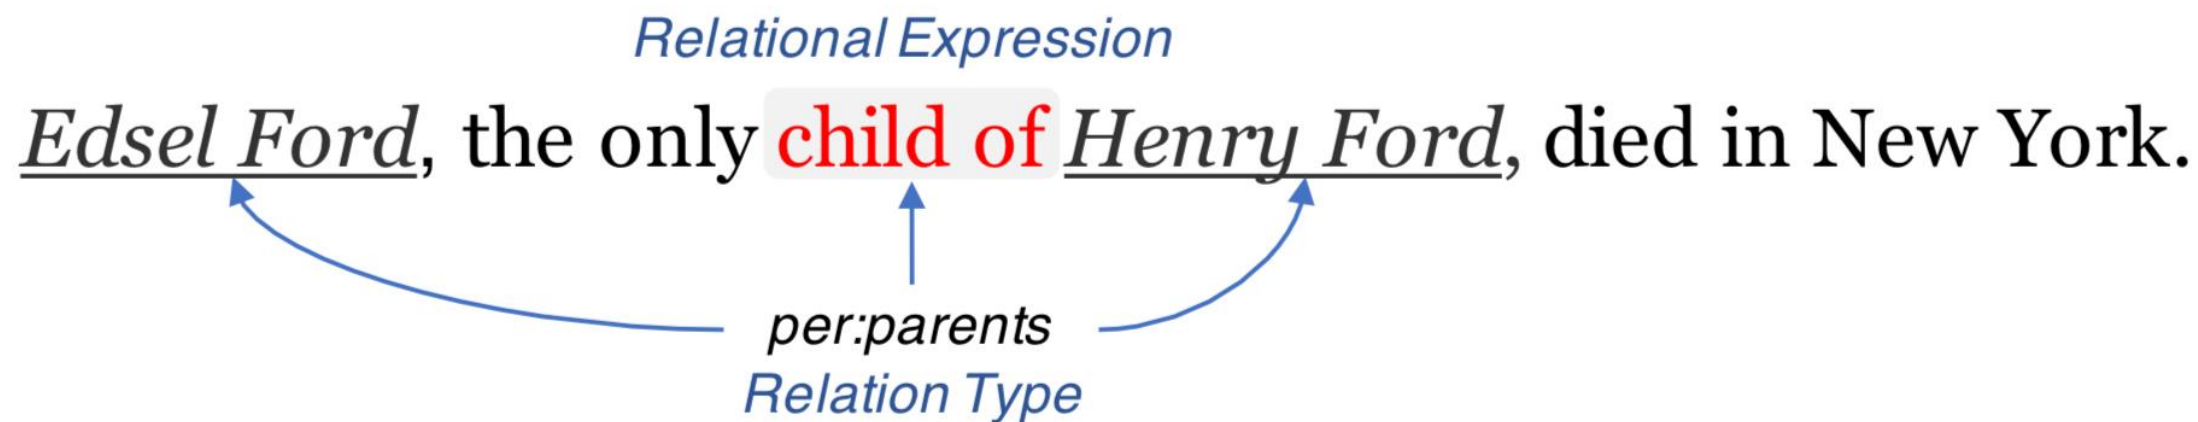 Relational Expression
Edsel Ford, the only child of Henry Ford, died in New York.
per:parents
Relation Type